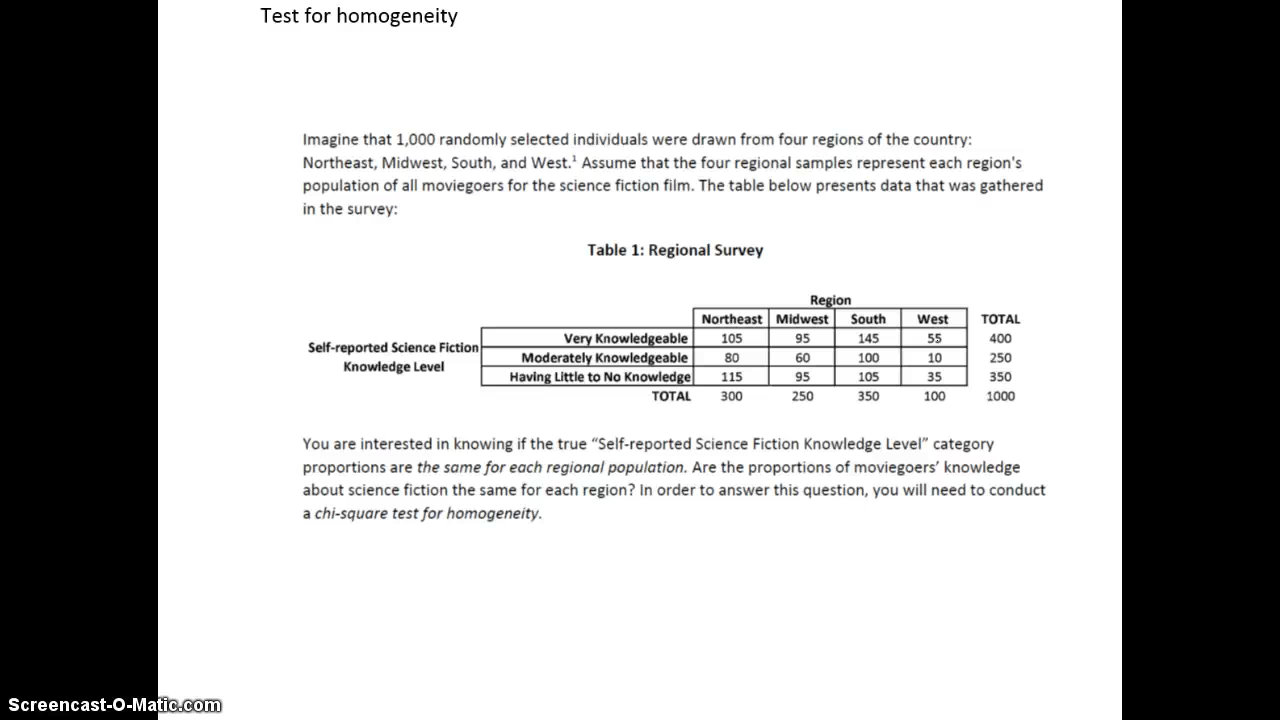 Test for homogeneity
Imagine that 1,000 randomly selected individuals were drawn from four regions of the country:
Northeast, Midwest, South, and West.¹ Assume that the four regional samples represent each region's
population of all moviegoers for the science fiction film. The table below presents data that was gathered
in the survey:
Table 1: Regional Survey
Region
Northeast Midwest South West TOTAL
Self-reported Science Fiction
Knowledge Level
Very Knowledgeable 105 95 145 55 400
Moderately Knowledgeable 80 60 100 10 250
Having Little to No Knowledge 115 95 105 35 350
TOTAL 300 250 350 100 1000
You are interested in knowing if the true “Self-reported Science Fiction Knowledge Level” category
proportions are the same for each regional population. Are the proportions of moviegoers’ knowledge
about science fiction the same for each region? In order to answer this question, you will need to conduct
a chi-square test for homogeneity.
Screencast-O-Matic.com